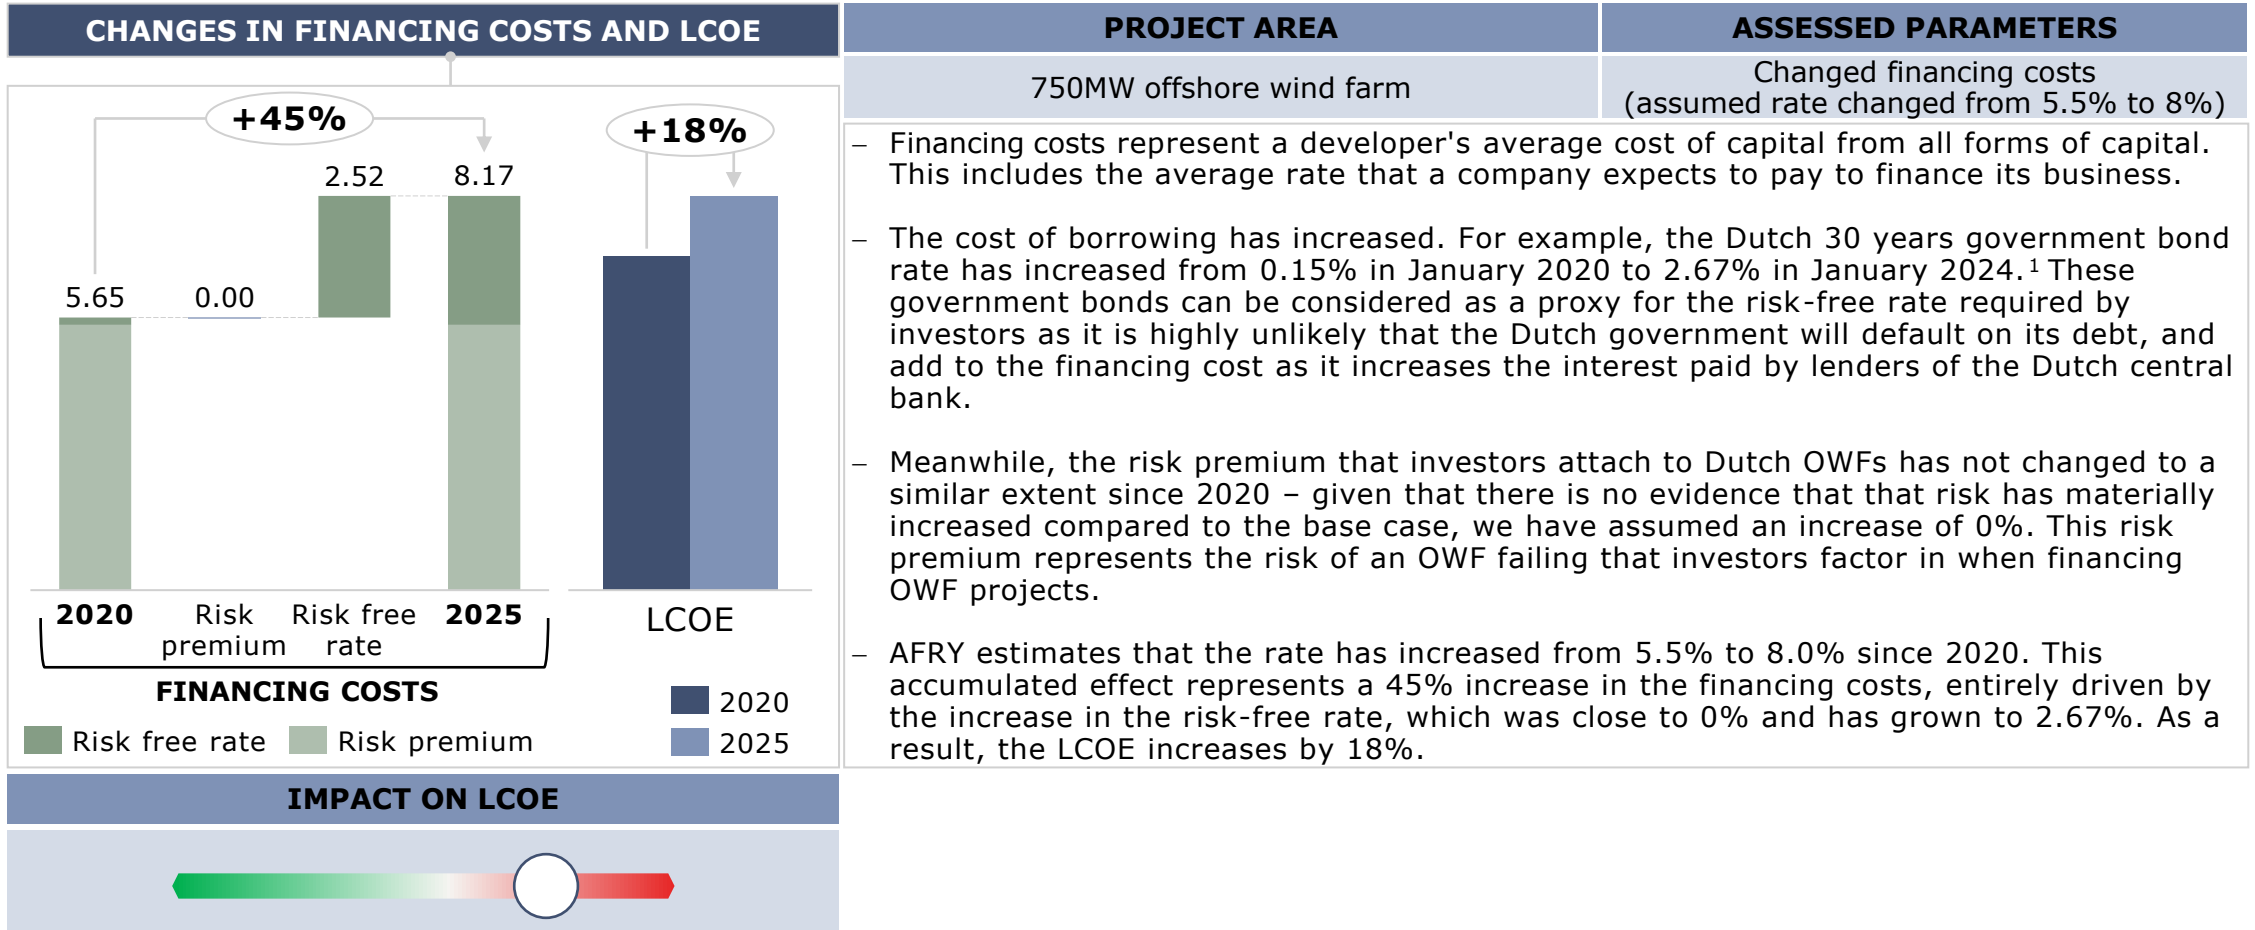 CHANGES IN FINANCING COSTS AND LCOE
+45%
+18%
2.52
8.17
5.65
0.00
2020
Risk premium
Risk free rate
2025
FINANCING COSTS
Risk free rate
Risk premium
LCOE
2020
2025
IMPACT ON LCOE
PROJECT AREA
750MW offshore wind farm
ASSESSED PARAMETERS
Changed financing costs
(assumed rate changed from 5.5% to 8%)
– Financing costs represent a developer's average cost of capital from all forms of capital.
This includes the average rate that a company expects to pay to finance its business.
– The cost of borrowing has increased. For example, the Dutch 30 years government bond
rate has increased from 0.15% in January 2020 to 2.67% in January 2024.¹ These
government bonds can be considered as a proxy for the risk-free rate required by
investors as it is highly unlikely that the Dutch government will default on its debt, and
add to the financing cost as it increases the interest paid by lenders of the Dutch central
bank.
– Meanwhile, the risk premium that investors attach to Dutch OWFs has not changed to a
similar extent since 2020 – given that there is no evidence that that risk has materially
increased compared to the base case, we have assumed an increase of 0%. This risk
premium represents the risk of an OWF failing that investors factor in when financing
OWF projects.
– AFRY estimates that the rate has increased from 5.5% to 8.0% since 2020. This
accumulated effect represents a 45% increase in the financing costs, entirely driven by
the increase in the risk-free rate, which was close to 0% and has grown to 2.67%. As a
result, the LCOE increases by 18%.